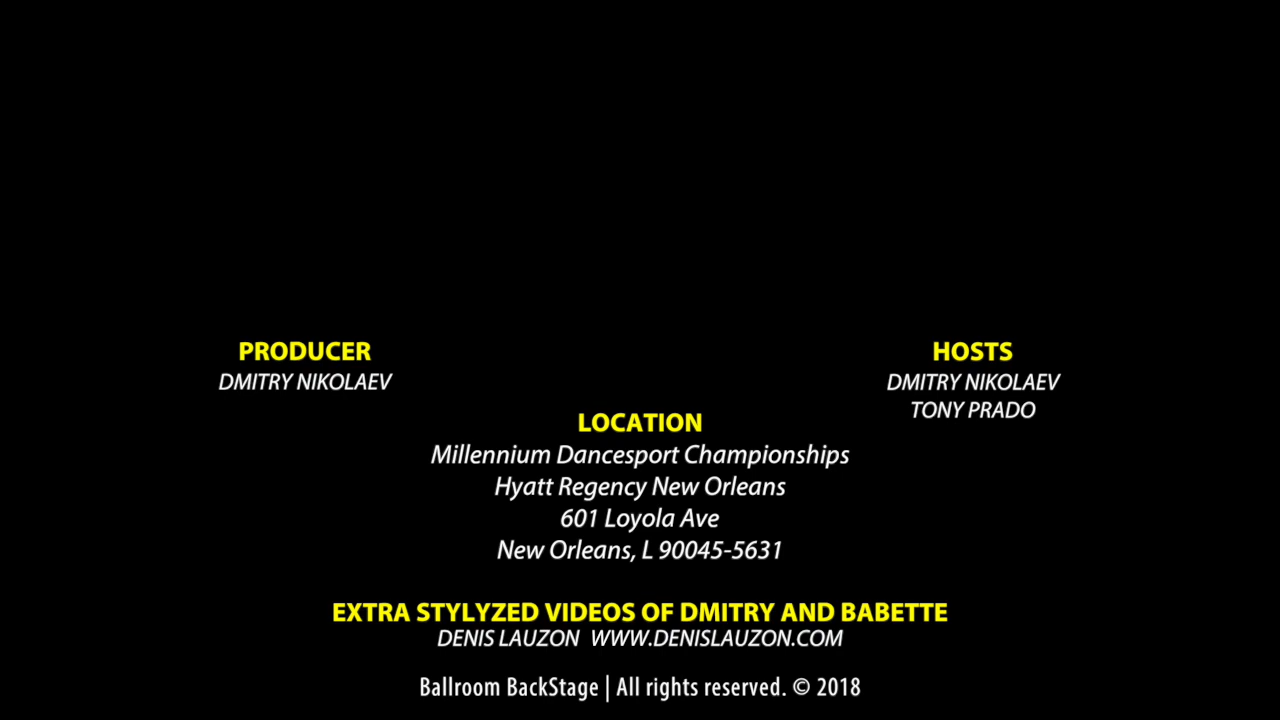 PRODUCER
DMITRY NIKOLAEV
HOSTS
DMITRY NIKOLAEV
TONY PRADO
LOCATION
Millennium Dancesport Championships
Hyatt Regency New Orleans
601 Loyola Ave
New Orleans, L 90045-5631
EXTRA STYLYZED VIDEOS OF DMITRY AND BABETTE
DENIS LAUZON WWW.DENISLAUZON.COM
Ballroom BackStage | All rights reserved. © 2018